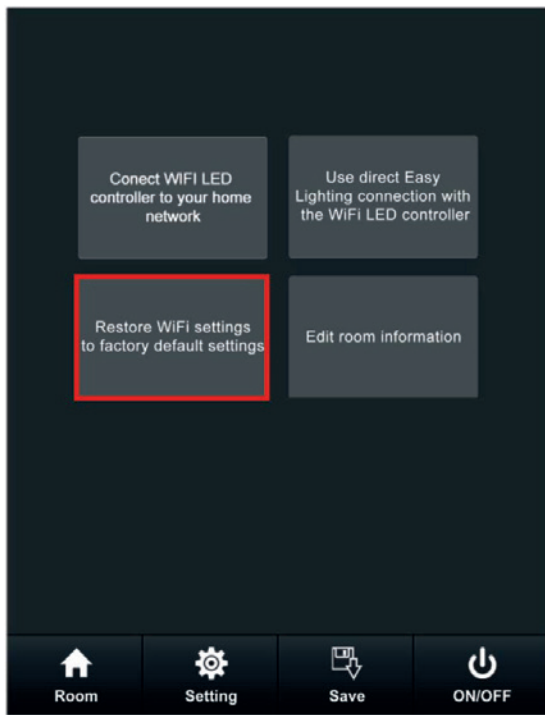 Conect WIFI LED
controller to your home
network
Use direct Easy
Lighting connection with
the WiFi LED controller
Restore WiFi settings
to factory default settings
Edit room information
Room
Setting
Save
ON/OFF